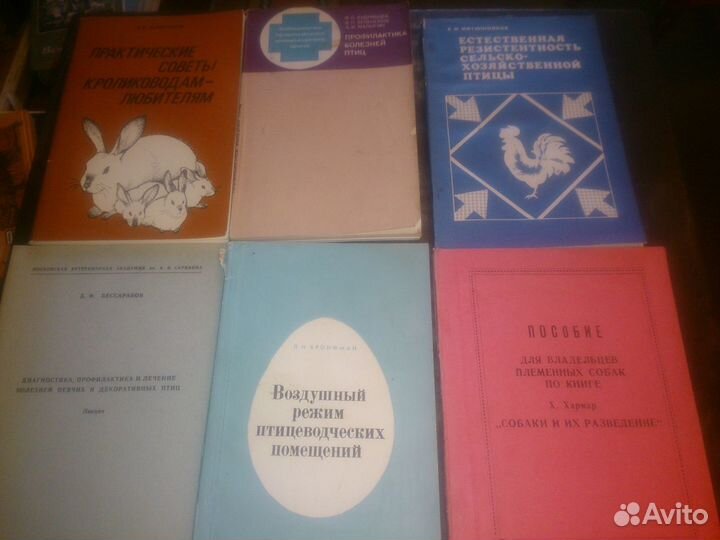 ПРАКТИЧЕСКИЕ
СОВЕТЫ
КРОЛИКОВОДАМ-
ЛЮБИТЕЛЯМ
ПРОФИЛАКТИКА
БОЛЕЗНЕЙ
ПТИЦ
ЕСТЕСТВЕННАЯ
РЕЗИСТЕНТНОСТЬ
СЕЛЬСКО-
ХОЗЯЙСТВЕННОЙ
ПТИЦЫ
МОСКОВСКАЯ ВЕТЕРИНАРНАЯ АКАДЕМИЯ им. К. И. СКРЯБИНА
Б. Ф. БЕССАРАБОВ
ДИАГНОСТИКА, ПРОФИЛАКТИКА И ЛЕЧЕНИЕ
БОЛЕЗНЕЙ ПЕВЧИХ И ДЕКОРАТИВНЫХ ПТИЦ
Лекция
Л И БРОНФМАН
Воздушный
режим
птицеводческих
помещений
ПОСОБИЕ
ДЛЯ ВЛАДЕЛЬЦЕВ
ПЛЕМЕННЫХ СОБАК
ПО КНИГЕ
Х. Хармар
„СОБАКИ И ИХ РАЗВЕДЕНИЕ"
Avito